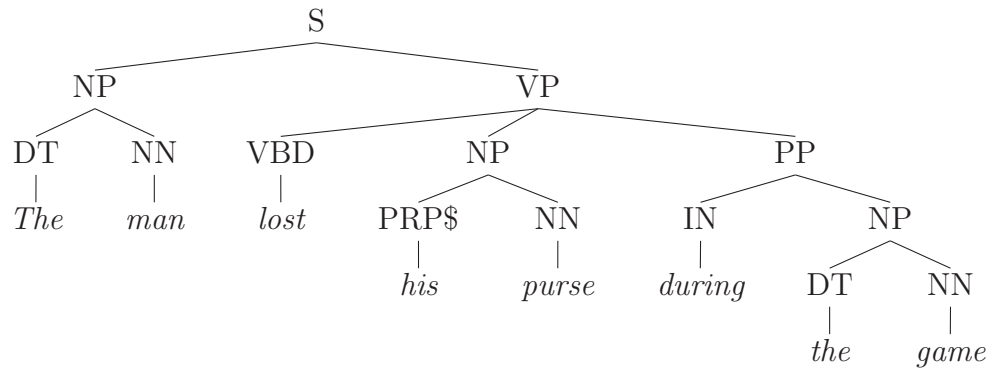 S
NP VP
DT NN VBD NP PP
The man lost PRP$ NN IN NP
his purse during DT NN
the game